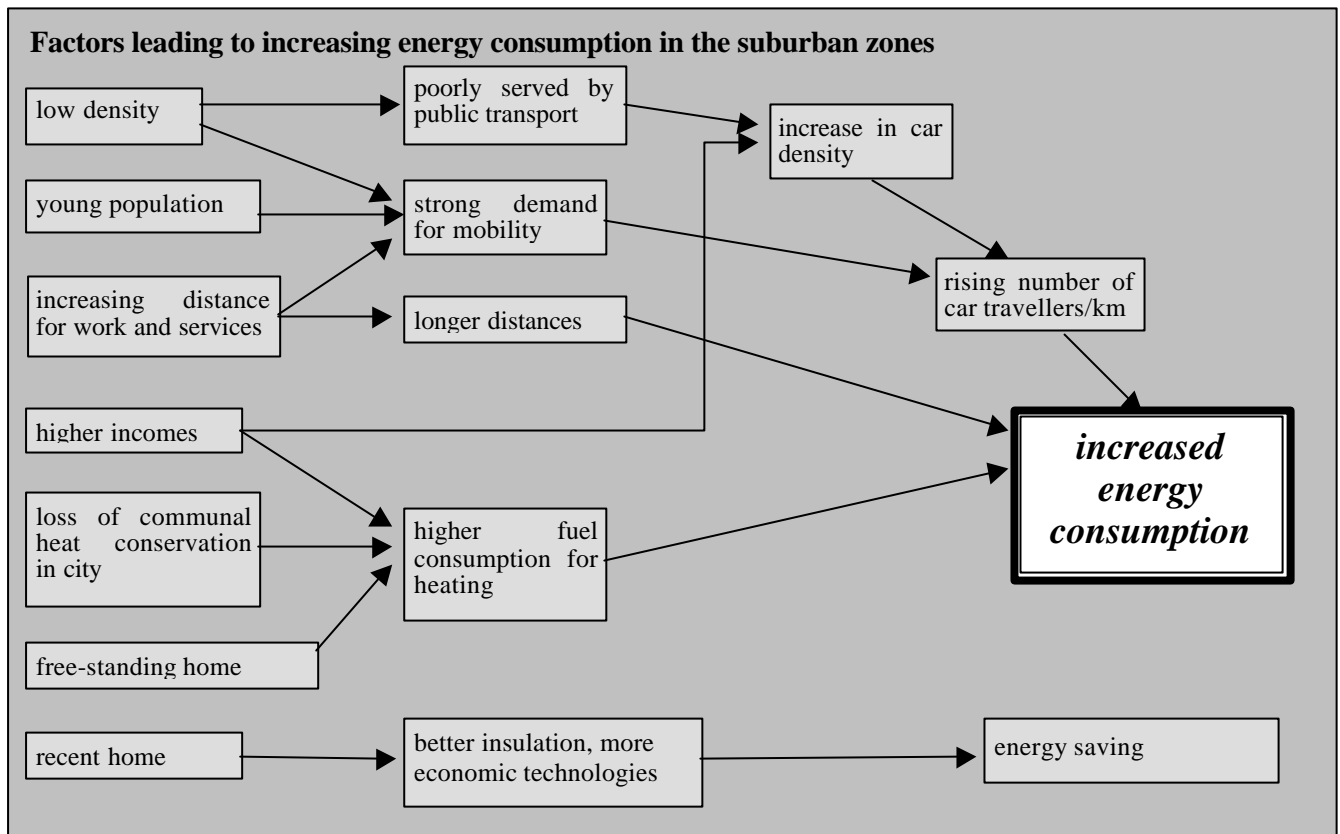 Factors leading to increasing energy consumption in the suburban zones
low density
poorly served by
public transport
increase in car
density
young population
strong demand
for mobility
increasing distance
for work and services
longer distances
rising number of
car travellers/km
higher incomes
increased
energy
consumption
loss of communal
heat conservation
in city
higher fuel
consumption for
heating
free-standing home
recent home
better insulation, more
economic technologies
energy saving